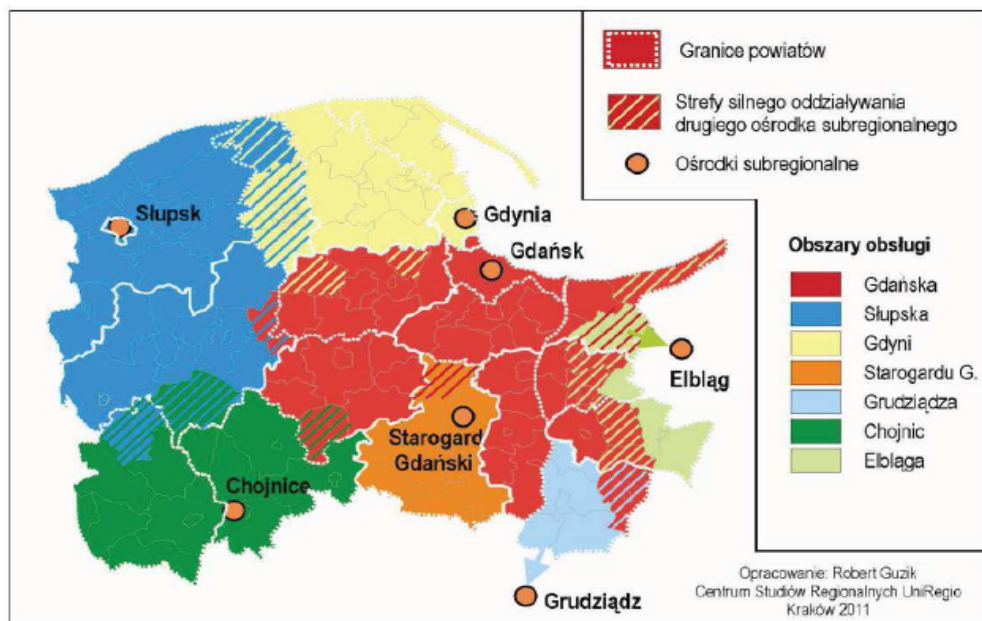 Granice powiatów
Strefy silnego oddziaływania
drugiego ośrodka subregionalnego
Ośrodki subregionalne
Słupsk
Gdynia
Gdańsk
Elbląg
Starogard
Gdański
Chojnice
Grudziądz
Obszary obsługi
Gdańska
Słupska
Gdyni
Starogardu G.
Grudziądza
Chojnic
Elbląga
Opracowanie: Robert Guzik
Centrum Studiów Regionalnych UniRegio
Kraków 2011